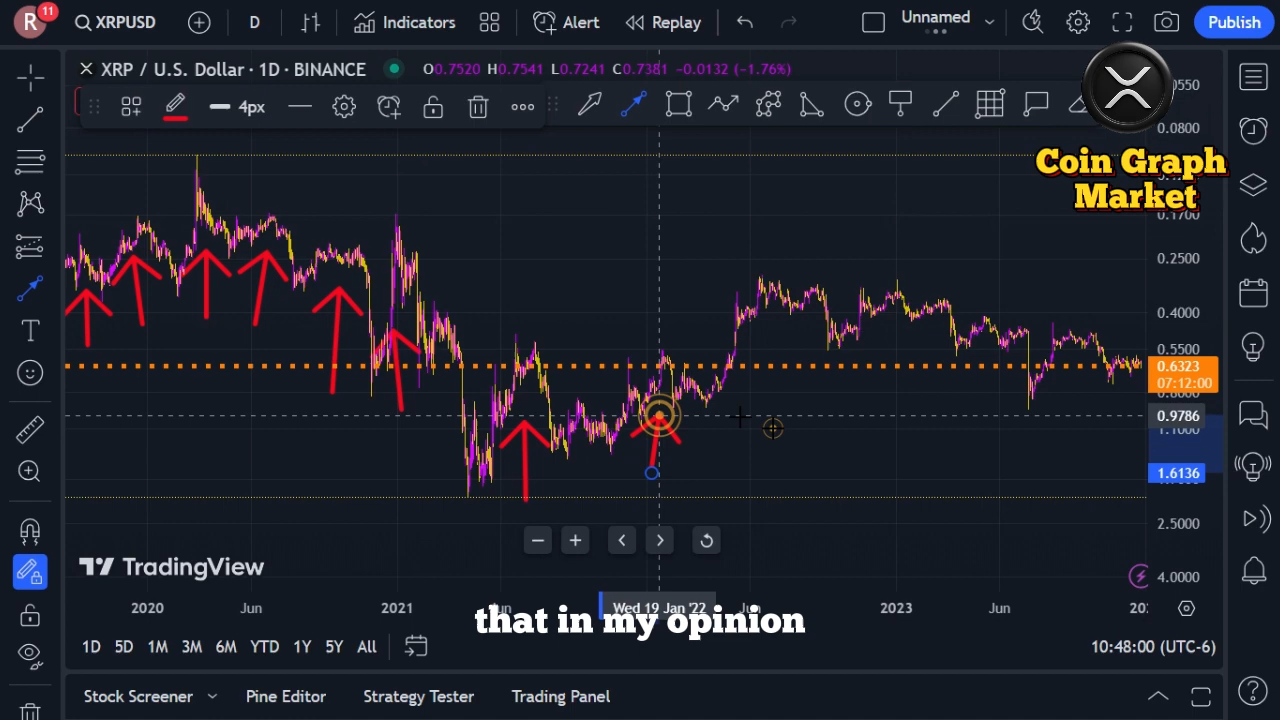 R 11 XRPUSD D Indicators Alert Replay Unnamed Publish
XRP / U.S. Dollar · 1D · BINANCE O0.7520 H0.7541 L0.7241 C0.7381 -0.0132 (-1.76%)
4px
0.0800
0.1700
0.2500
0.4000
0.5500
0.6323
07:12:00
0.9786
1.1000
1.6136
2.5000
4.0000
Coin Graph
Market
TradingView
2020 Jun 2021 Wed 19 Jan '22 Jun 2023 Jun
that in my opinion
1D 5D 1M 3M 6M YTD 1Y 5Y All 10:48:00 (UTC-6)
Stock Screener Pine Editor Strategy Tester Trading Panel